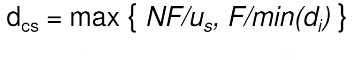 d_cs = max { NF/u_s, F/min(d_i) }